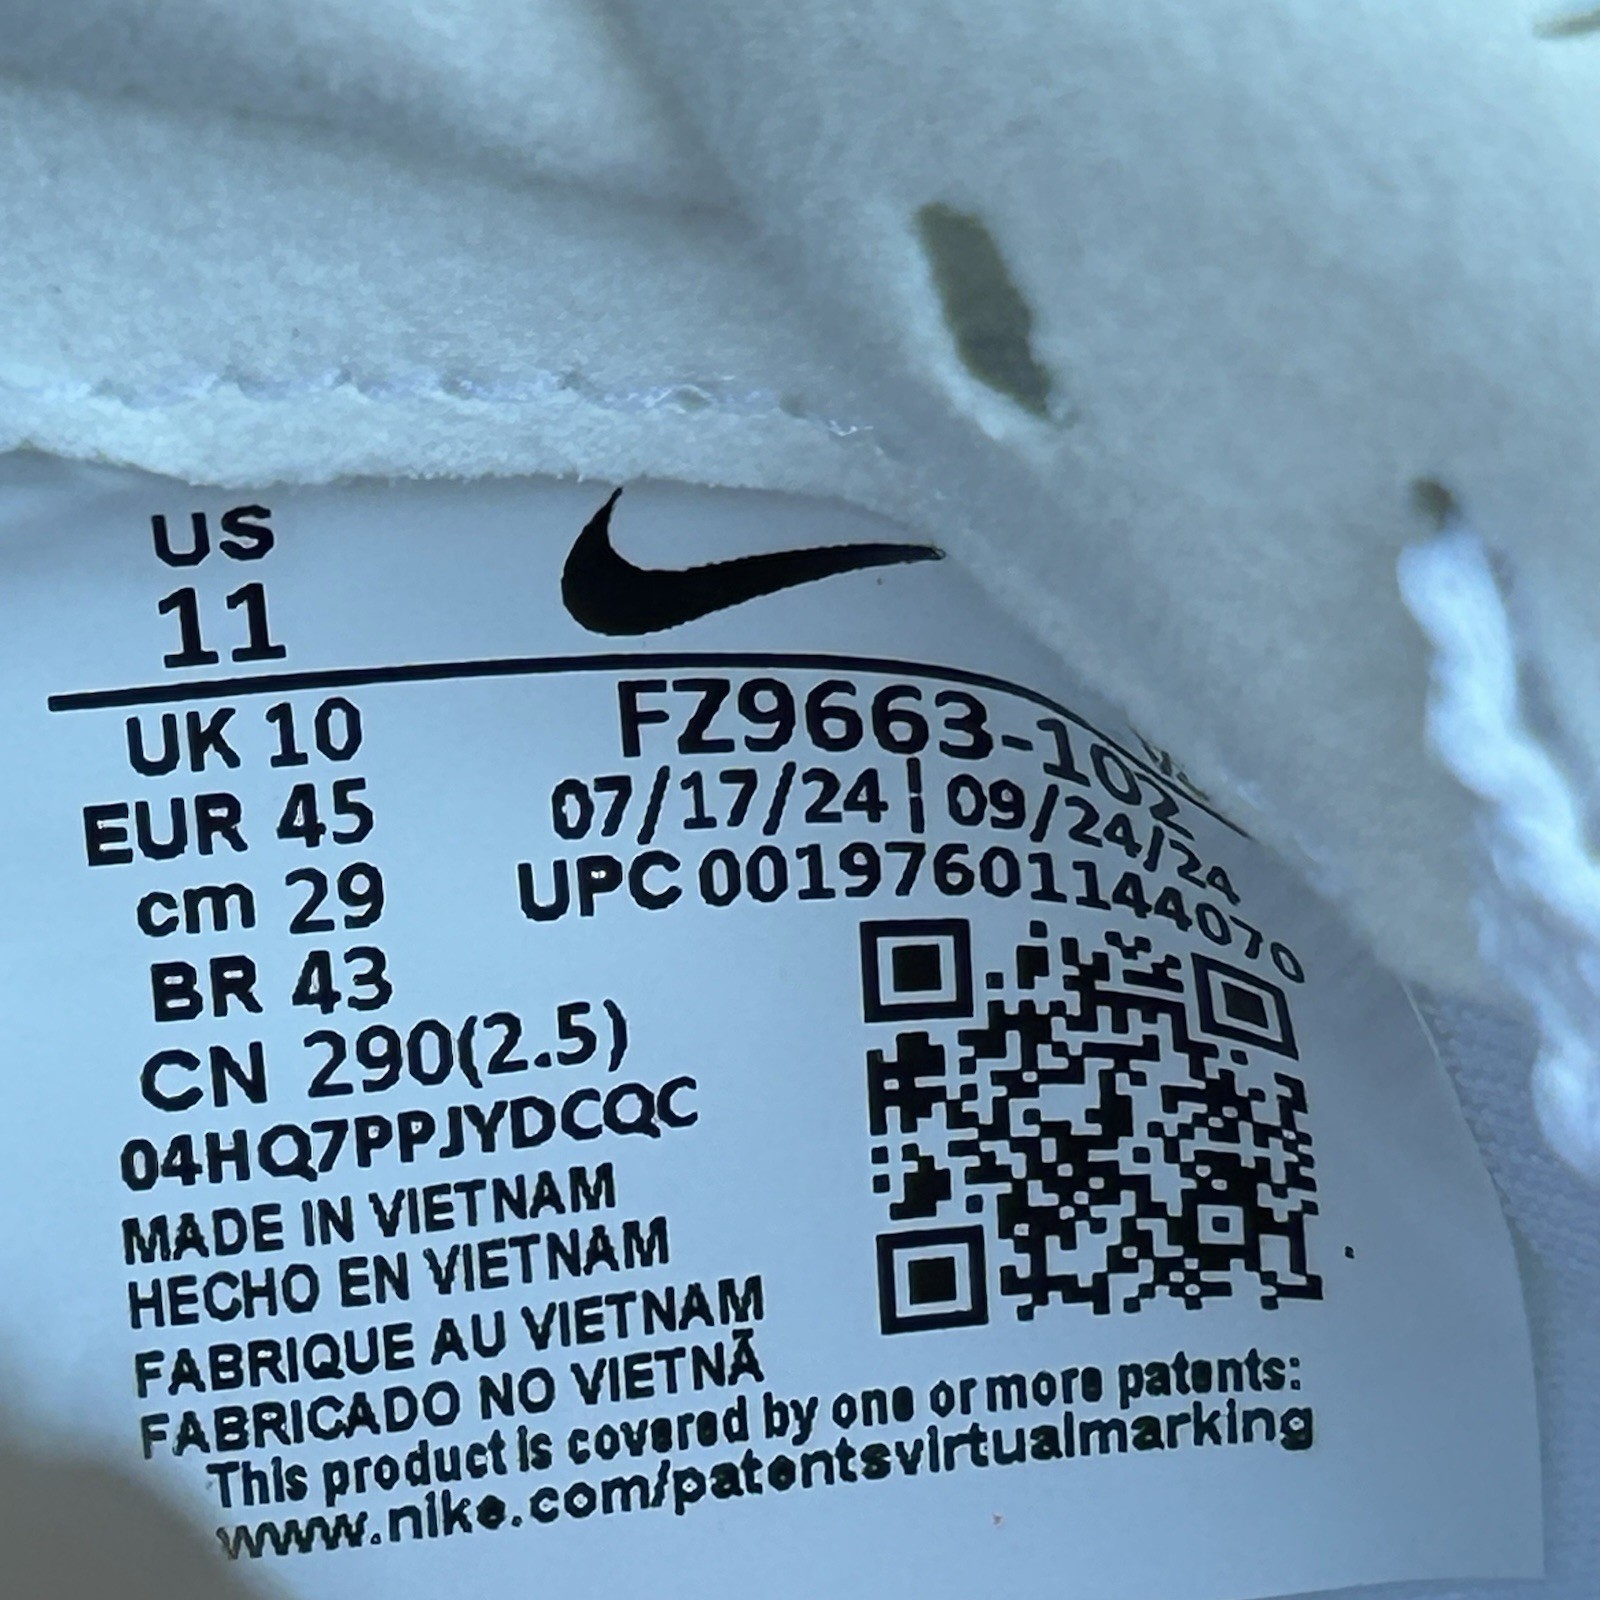 US
11
UK 10
EUR 45
cm 29
BR 43
CN 290(2.5)
04HQ7PPJYDCQC
FZ9663-102
07/17/24 | 09/24/24
UPC 00197601144070
MADE IN VIETNAM
HECHO EN VIETNAM
FABRIQUE AU VIETNAM
FABRICADO NO VIETNÃ
This product is covered by one or more patents:
www.nike.com/patentsvirtualmarking